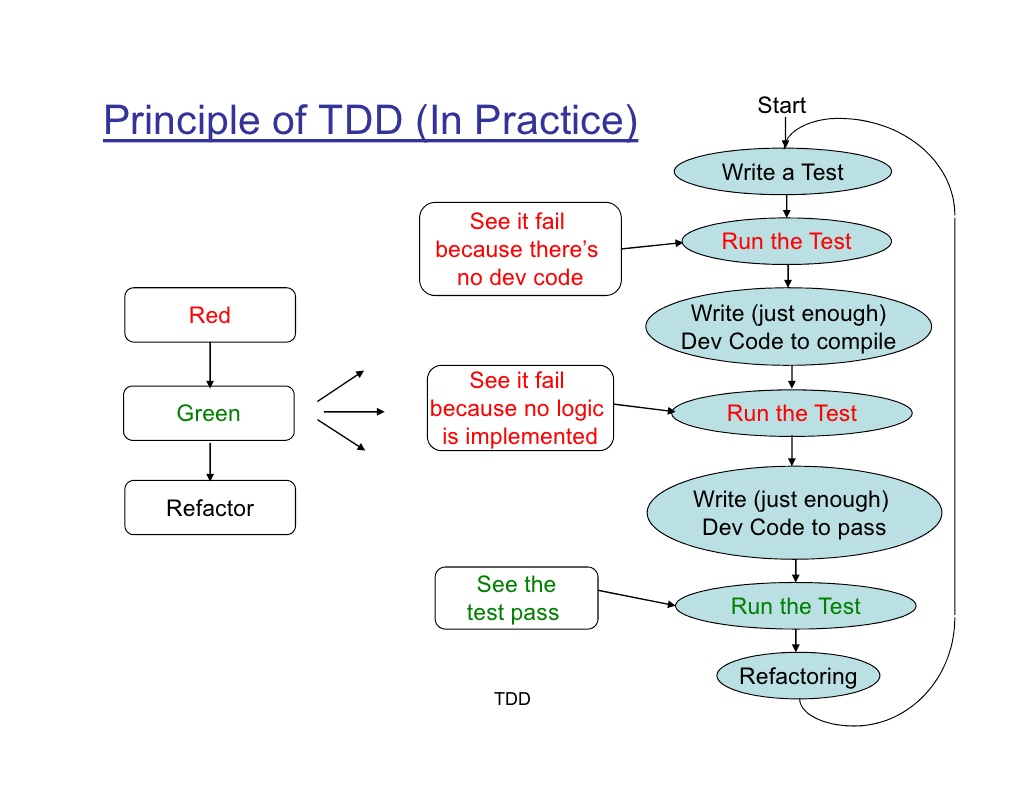 Principle of TDD (In Practice)
Start
Write a Test
See it fail
because there's
no dev code
Run the Test
Red
Write (just enough)
Dev Code to compile
Green
See it fail
because no logic
is implemented
Run the Test
Refactor
Write (just enough)
Dev Code to pass
See the
test pass
Run the Test
Refactoring
TDD